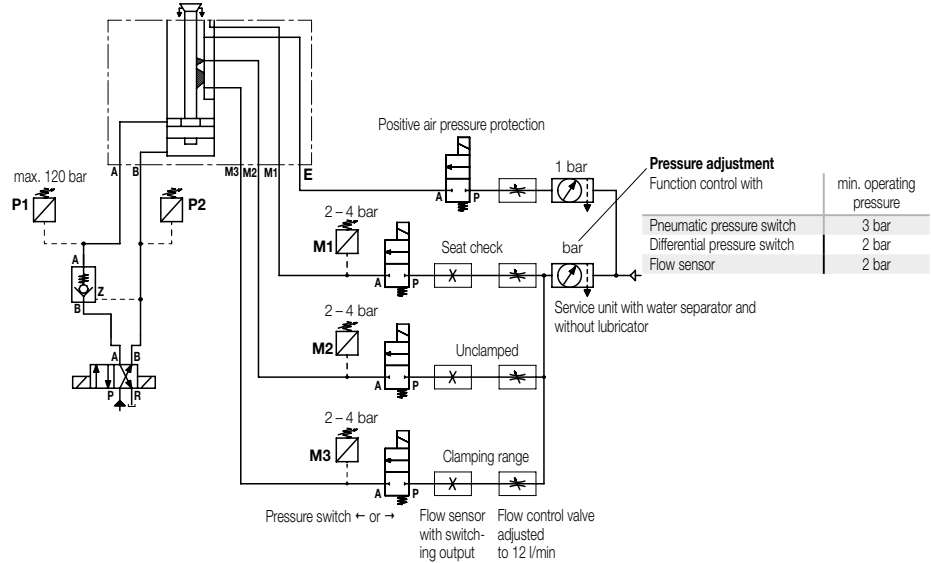 A B M3 M2 M1 E
max. 120 bar
P1
P2
Positive air pressure protection
A P
1 bar
Pressure adjustment
Function control with
min. operating
pressure
Pneumatic pressure switch 3 bar
Differential pressure switch 2 bar
Flow sensor 2 bar
2 – 4 bar
M1
Seat check
bar
A P
Service unit with water separator and
without lubricator
A
Z
B
A B
P R
2 – 4 bar
M2
Unclamped
A P
2 – 4 bar
M3
Clamping range
A P
Pressure switch ← or →
Flow sensor
with switch-
ing output
Flow control valve
adjusted
to 12 l/min